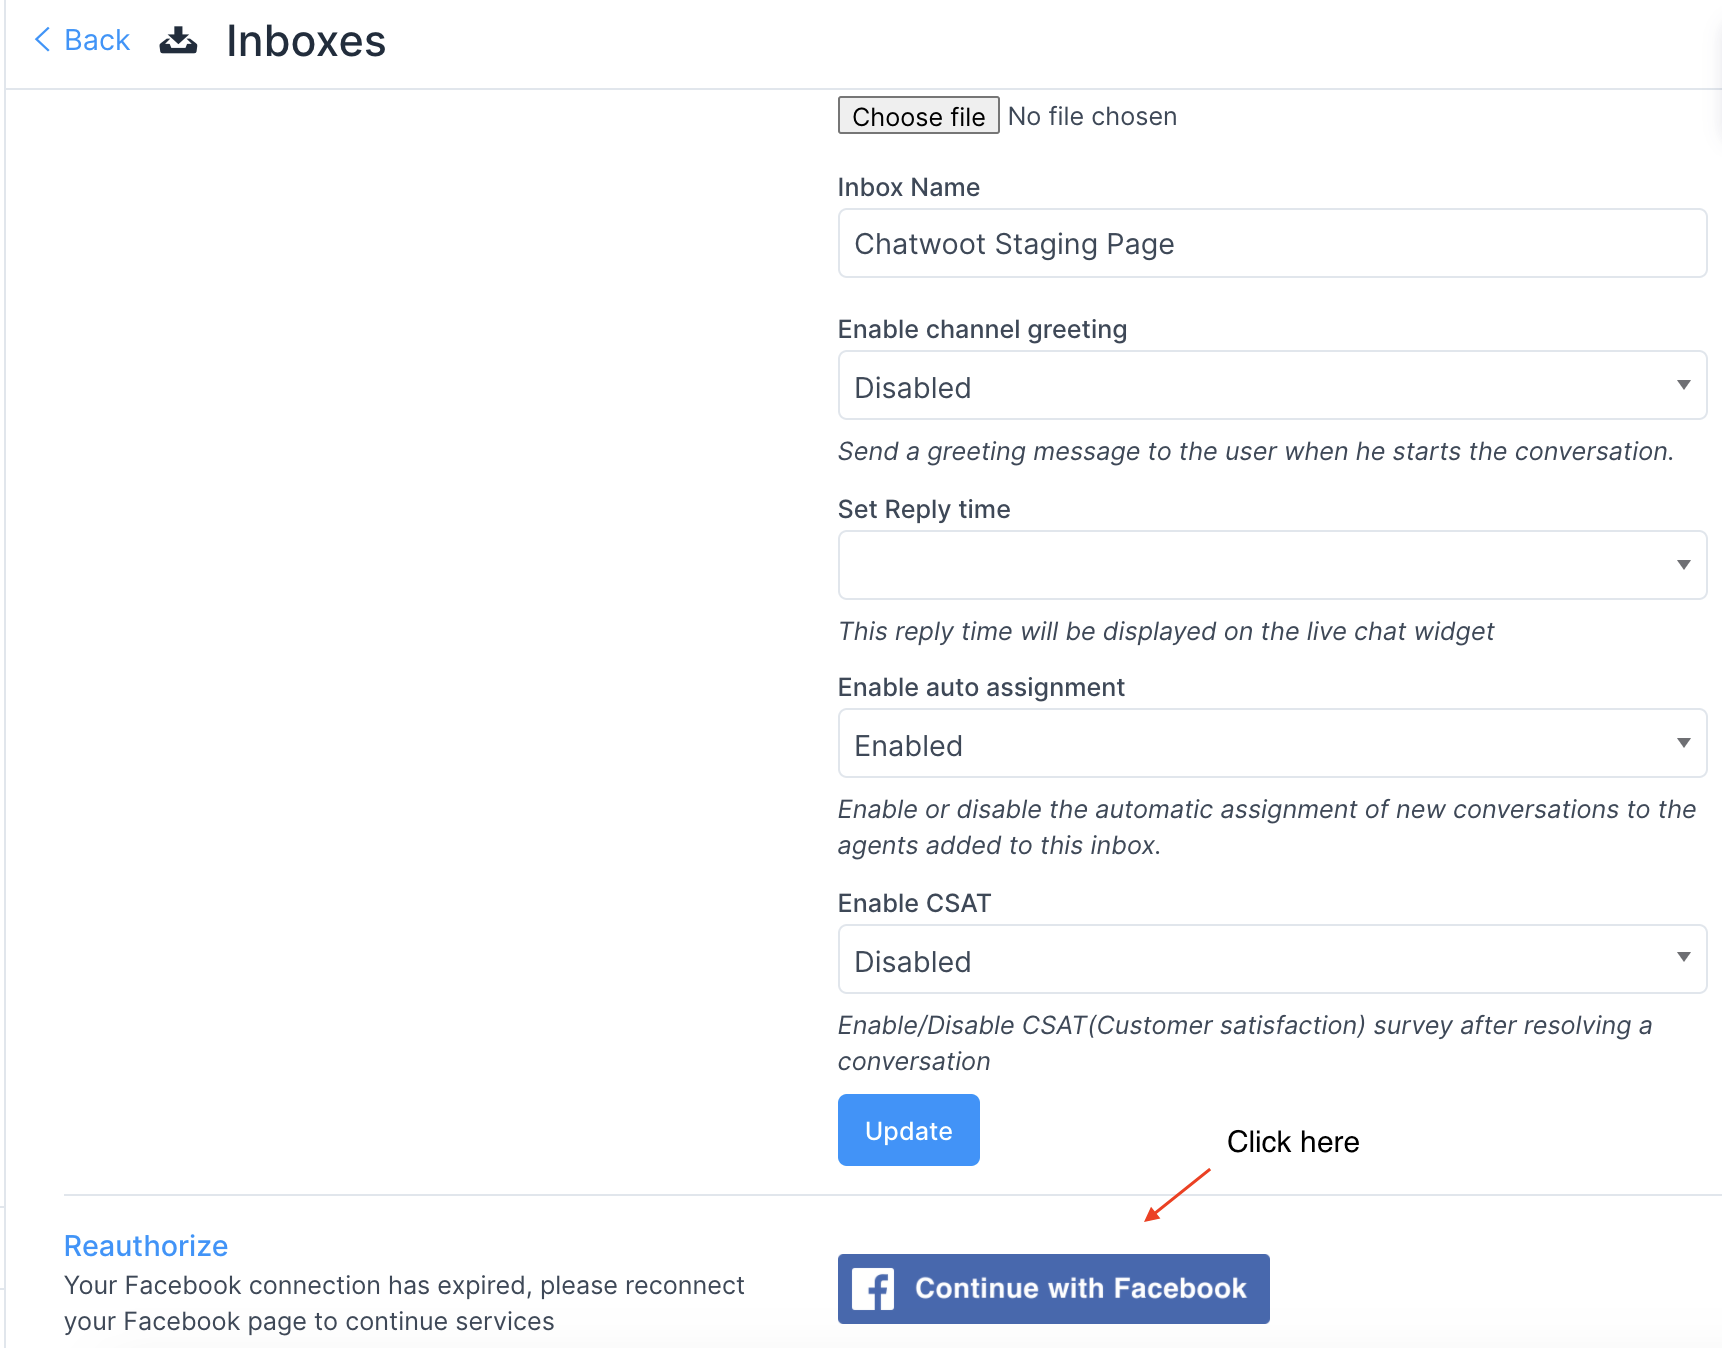 Back Inboxes
Choose file No file chosen
Inbox Name
Chatwoot Staging Page
Enable channel greeting
Disabled
Send a greeting message to the user when he starts the conversation.
Set Reply time
This reply time will be displayed on the live chat widget
Enable auto assignment
Enabled
Enable or disable the automatic assignment of new conversations to the
agents added to this inbox.
Enable CSAT
Disabled
Enable/Disable CSAT(Customer satisfaction) survey after resolving a
conversation
Update
Click here
Reauthorize
Your Facebook connection has expired, please reconnect
your Facebook page to continue services
Continue with Facebook